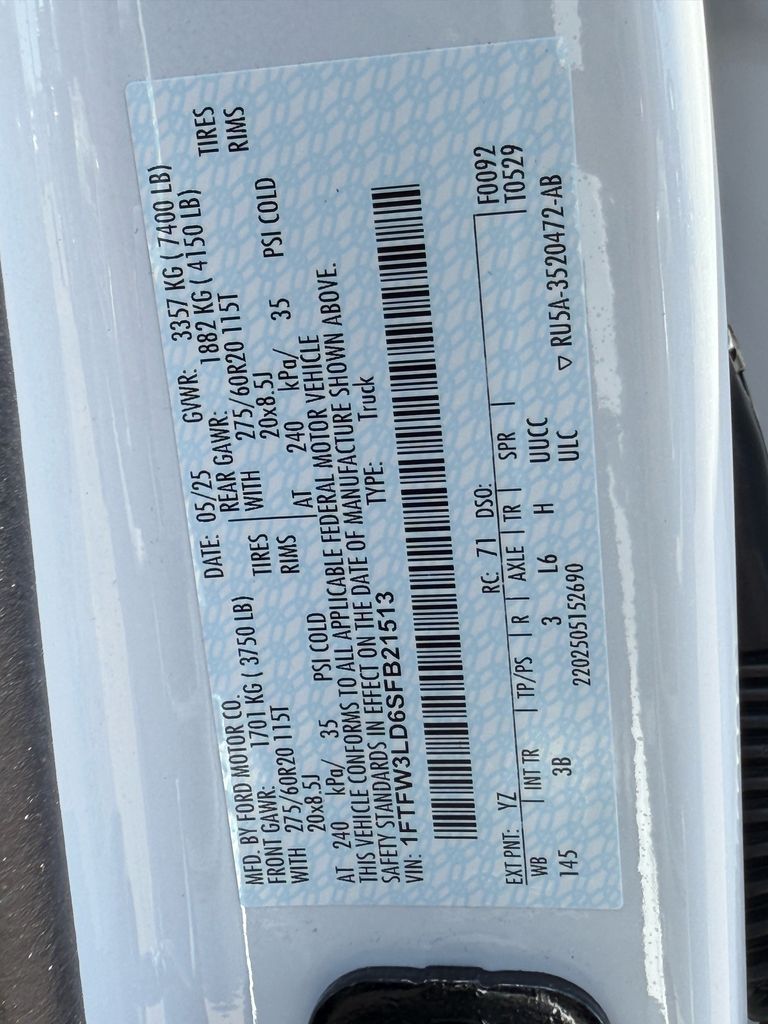 MFD. BY FORD MOTOR CO.
DATE: 05/25 GVWR: 3357 KG ( 7400 LB)
FRONT GAWR: 1701 KG ( 3750 LB) REAR GAWR: 1882 KG ( 4150 LB)
WITH 275/60R20 115T TIRES WITH 275/60R20 115T TIRES
20x8.5J RIMS 20x8.5J RIMS
AT 240 kPa/ 35 PSI COLD AT 240 kPa/ 35 PSI COLD
THIS VEHICLE CONFORMS TO ALL APPLICABLE FEDERAL MOTOR VEHICLE
SAFETY STANDARDS IN EFFECT ON THE DATE OF MANUFACTURE SHOWN ABOVE.
VIN: 1FTFW3LD6SFB21513 TYPE: Truck
F0092
EXT PNT: YZ RC: 71 DSO: T0529
WB INT TR TP/PS R AXLE TR SPR
145 3B 3 L6 H UUCC
ULC
2202505152690
▽ RU5A-3520472-AB